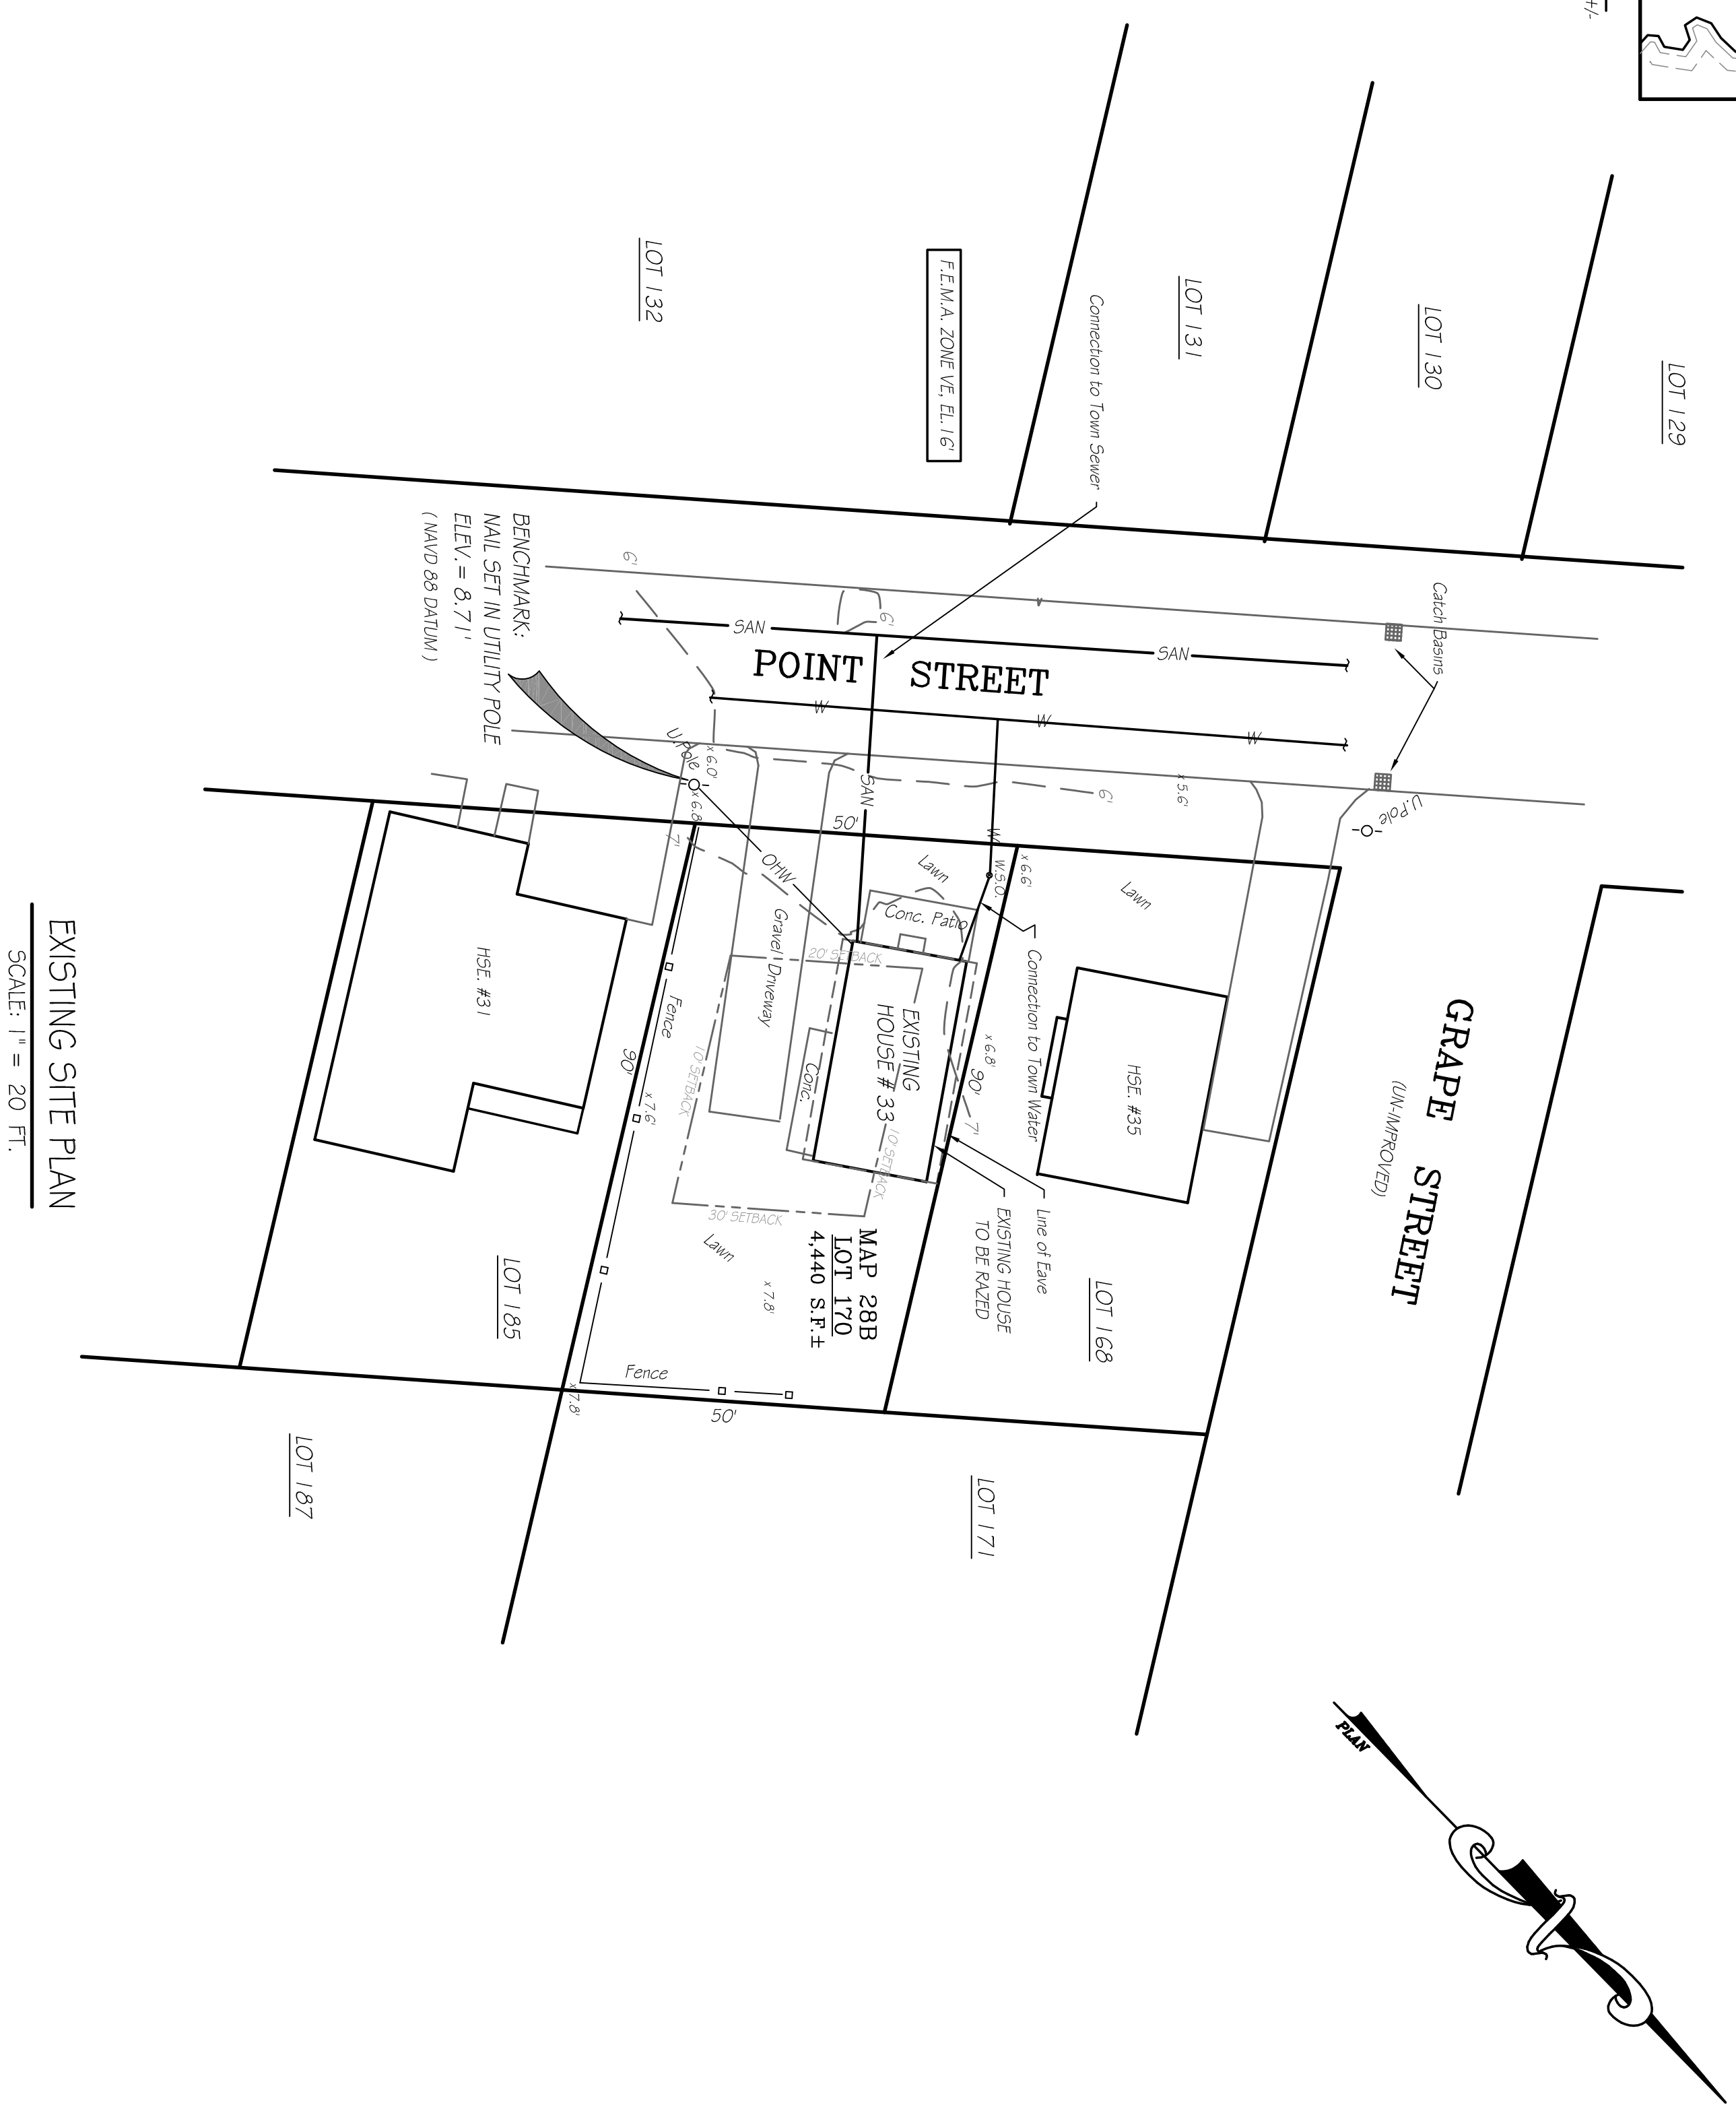 +/-
LOT 129
LOT 130
LOT 131
LOT 132
F.E.M.A. ZONE VE, EL. 16'
Connection to Town Sewer
Catch Basins
BENCHMARK:
NAIL SET IN UTILITY POLE
ELEV. = 8.71'
( NAVD 88 DATUM )
6'
6'
SAN
SAN
POINT STREET
W
W
W
U.Pole
x 6.0'
x 6.8'
7'
SAN
50'
OHW
6'
x 5.6'
U.Pole
W
W.S.O.
x 6.6'
Lawn
Lawn
Conc. Patio
Connection to Town Water
20' SETBACK
Gravel Driveway
Fence
90'
10' SETBACK
x 7.6'
Conc.
EXISTING
HOUSE # 33
x 6.8'
90'
7'
10' SETBACK
30' SETBACK
Line of Eave
EXISTING HOUSE
TO BE RAZED
HSE. #31
HSE. #35
GRAPE STREET
(UN-IMPROVED)
Lawn
x 7.8'
MAP 28B
LOT 170
4,440 S.F.±
LOT 168
LOT 185
Fence
x 7.8'
50'
LOT 187
LOT 171
PLAN
EXISTING SITE PLAN
SCALE: 1" = 20 FT.